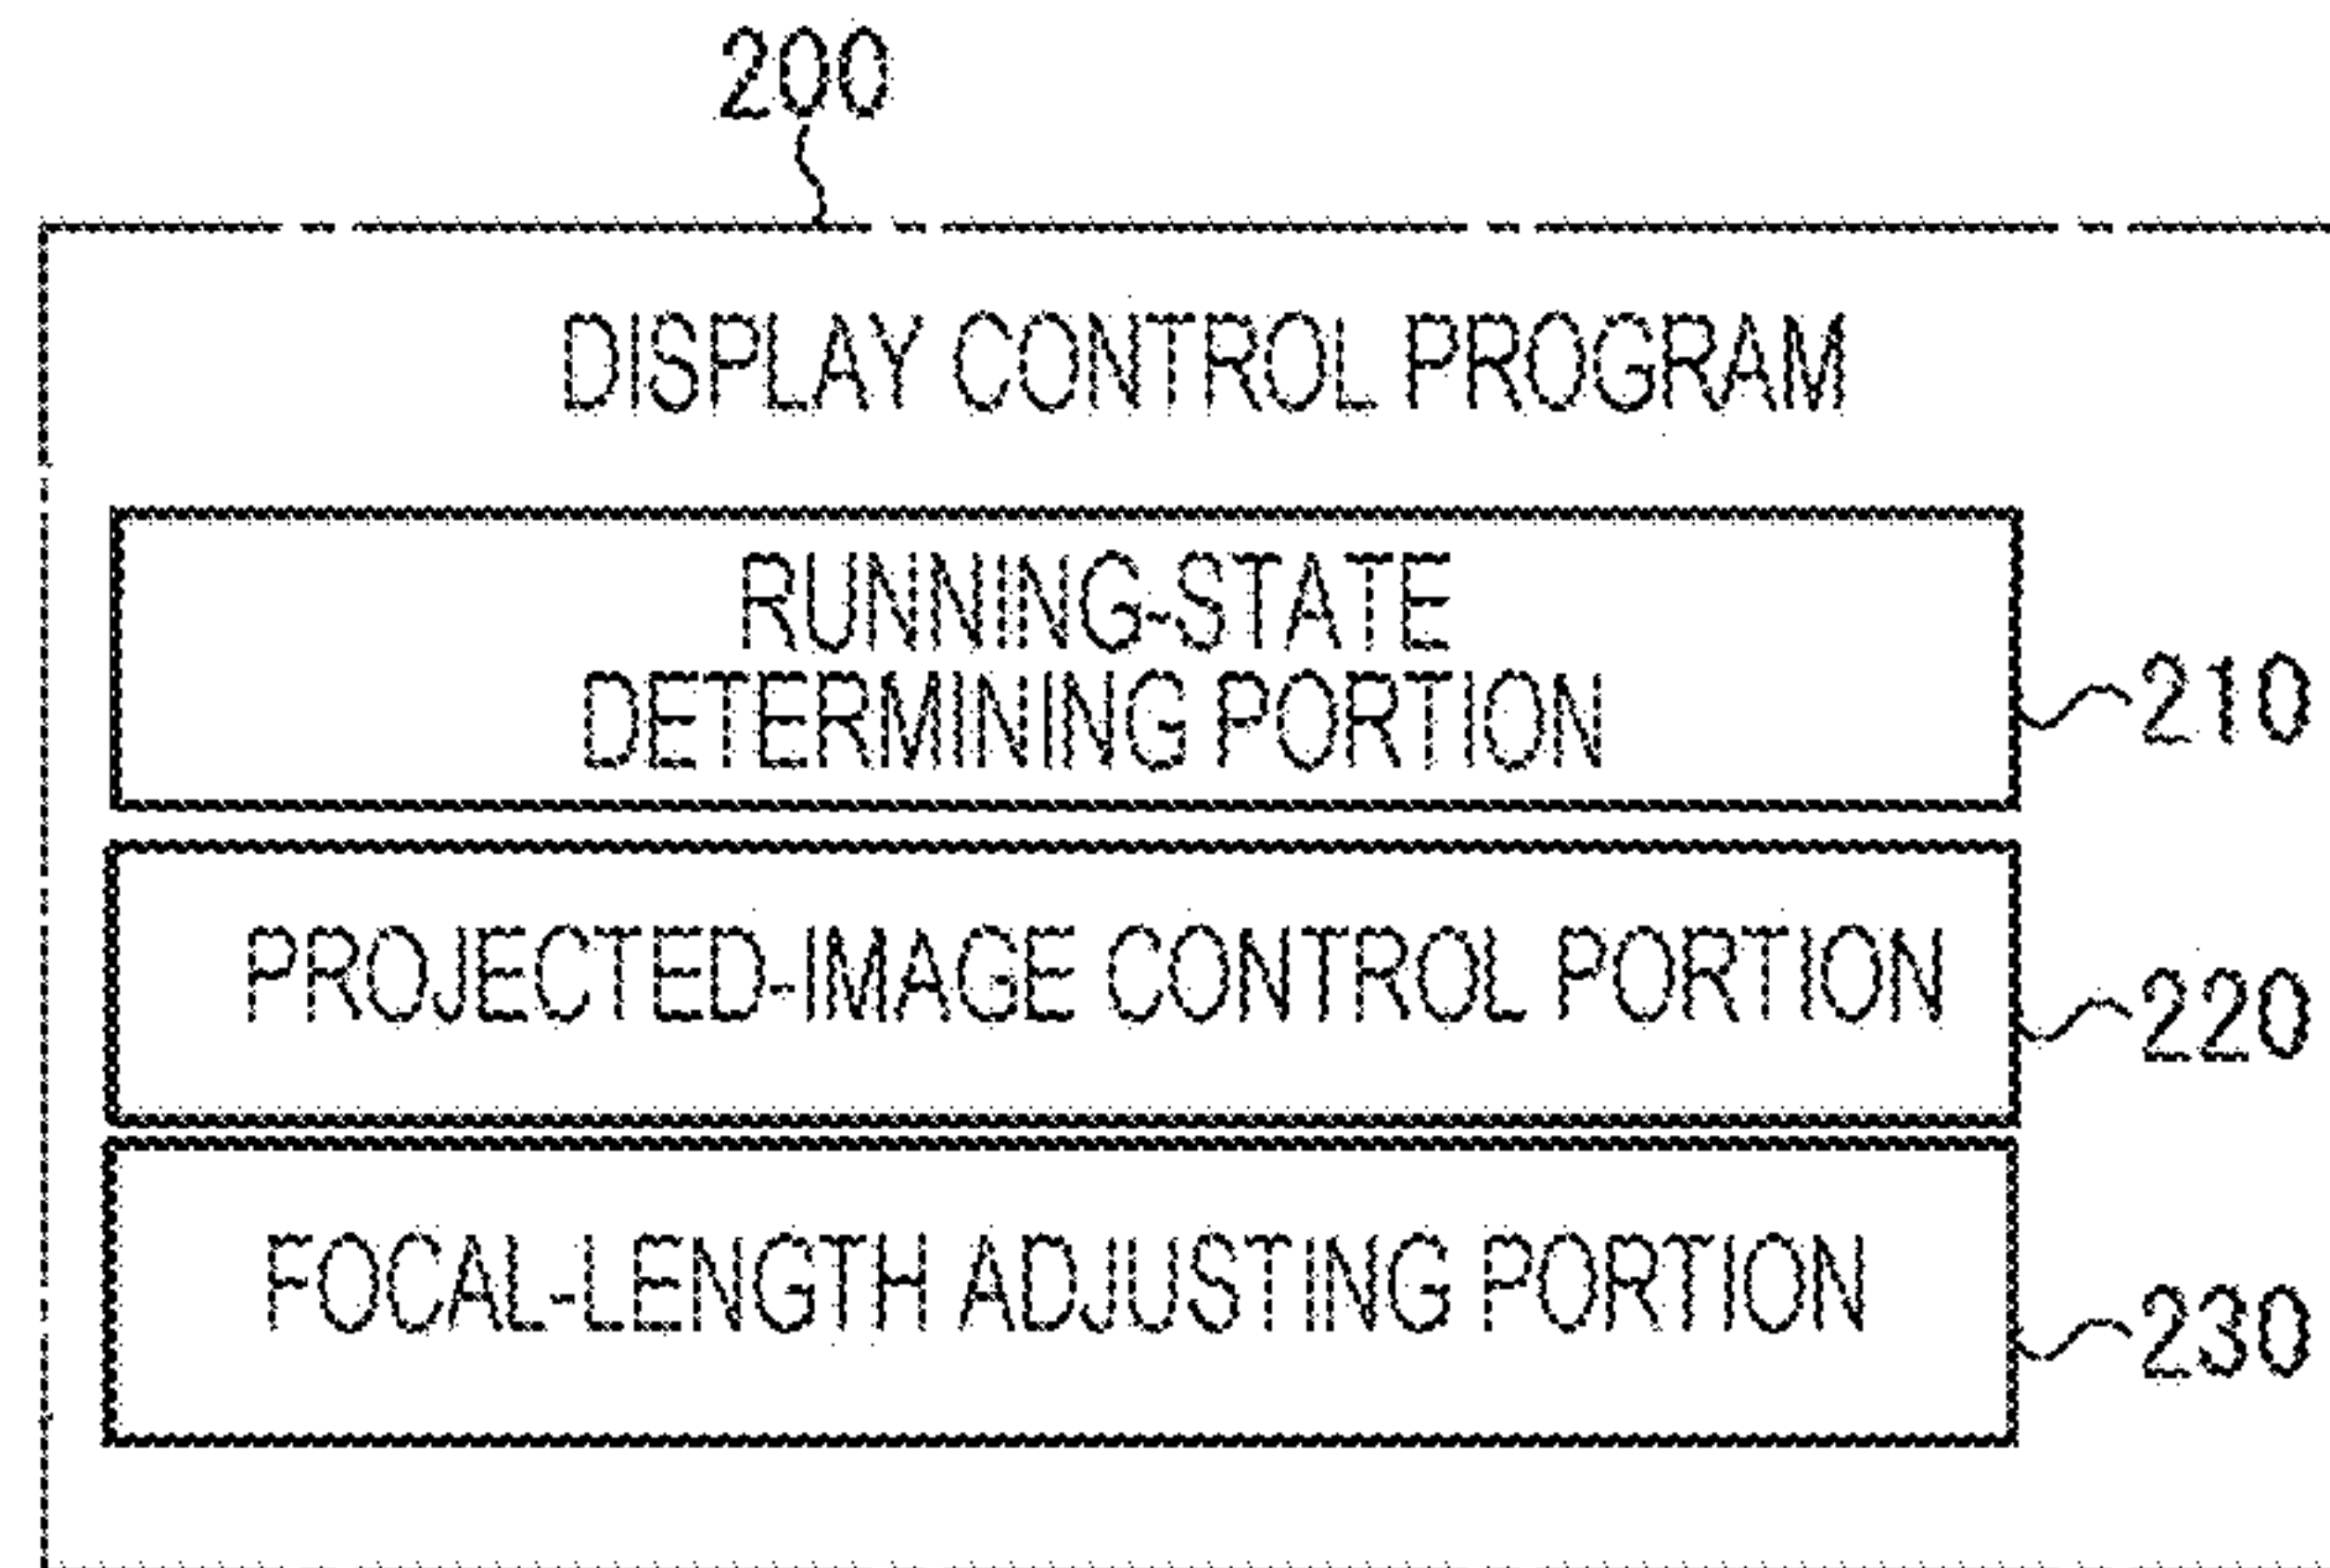 200
DISPLAY CONTROL PROGRAM
RUNNING-STATE
DETERMINING PORTION
210
PROJECTED-IMAGE CONTROL PORTION
220
FOCAL-LENGTH ADJUSTING PORTION
230